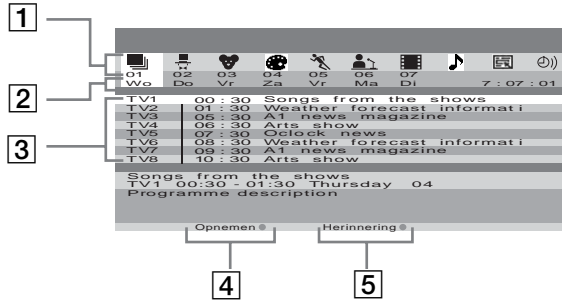 1
01 02 03 04 05 06 07
2 Wo Do Vr Za Vr Ma Di 7 : 07 : 01
TV1 00 : 30 Songs from the shows
TV2 01 : 30 Weather forecast informati
TV3 05 : 30 A1 news magazine
3 TV4 06 : 30 Arts show
TV5 07 : 30 Oclock news
TV6 08 : 30 Weather forecast informati
TV7 09 : 30 A1 news magazine
TV8 10 : 30 Arts show
Songs from the shows
TV1 00:30 - 01:30 Thursday 04
Programme description
Opnemen Herinnering
4 5